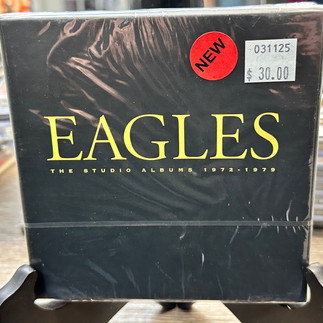 NEW
031125
$ 30.00
EAGLES
THE STUDIO ALBUMS 1972-1979